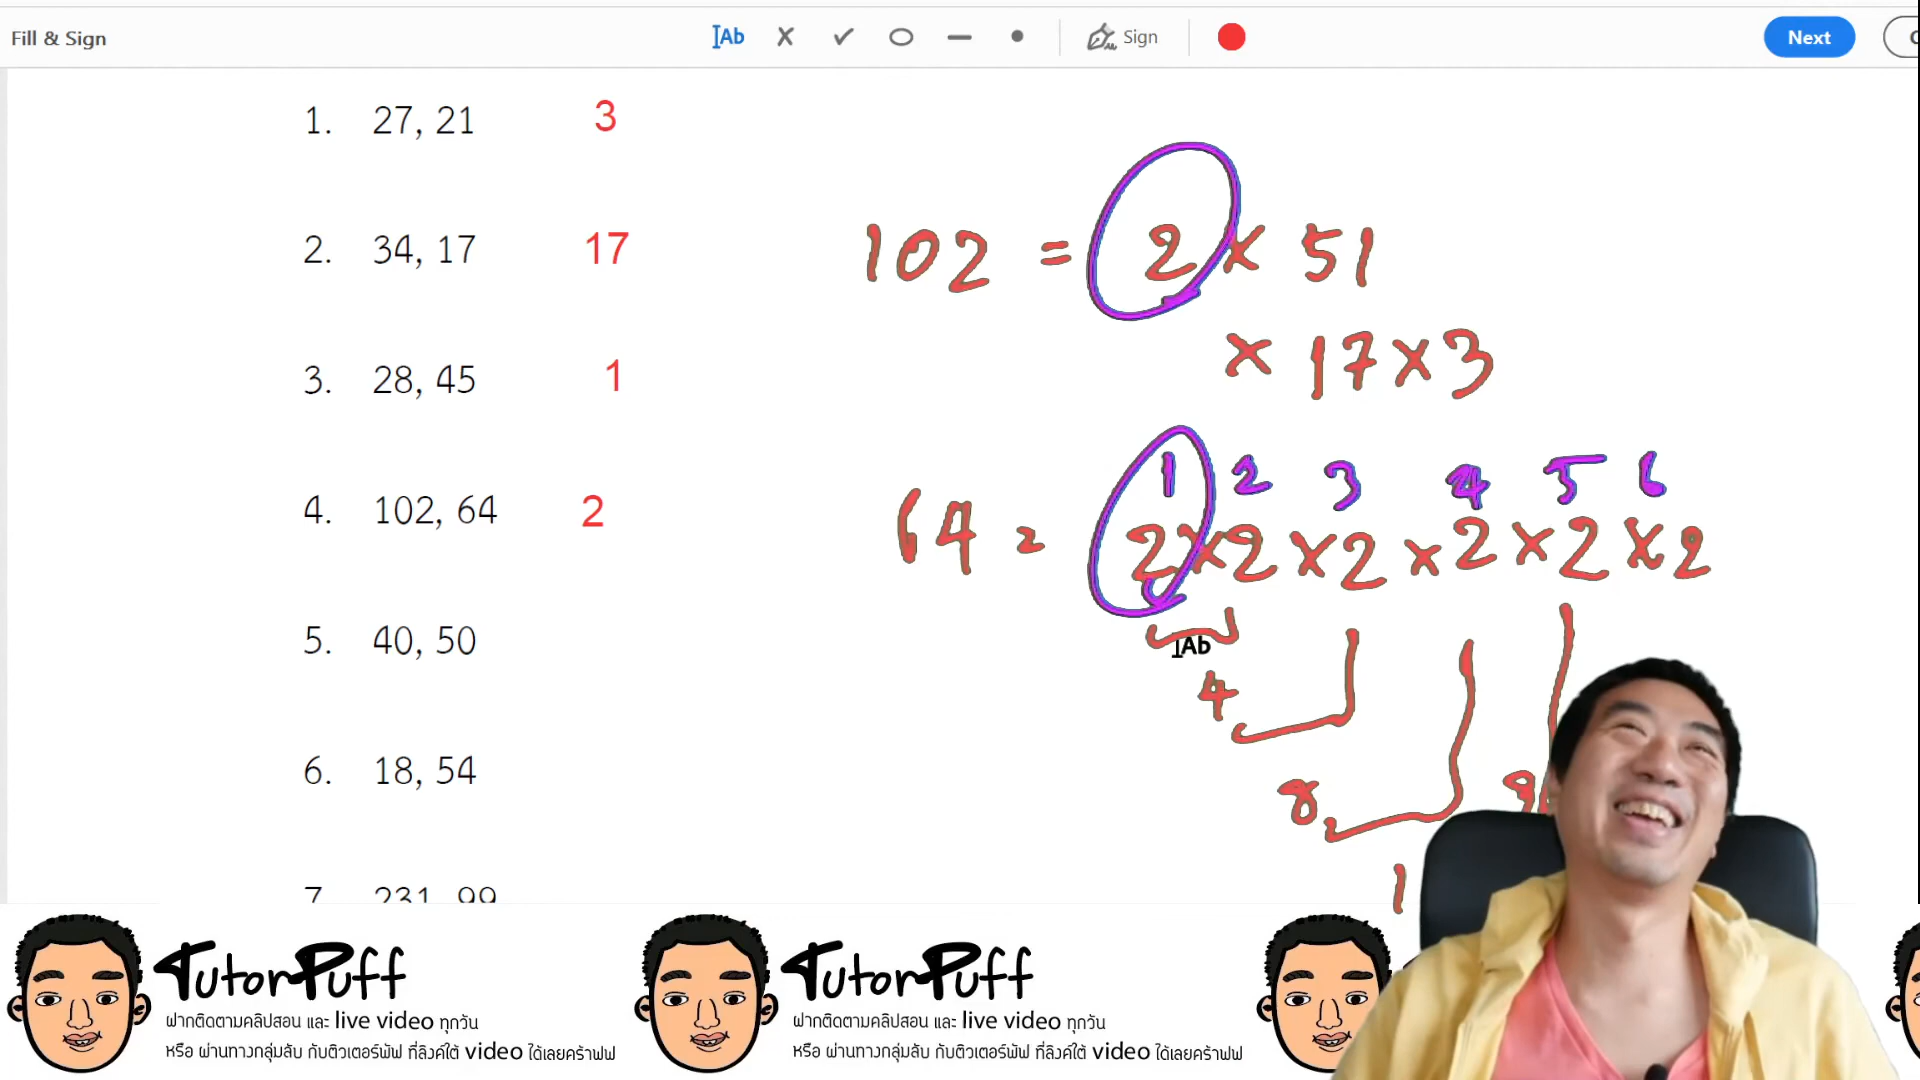 Fill & Sign
Ab
Sign
Next
1. 27, 21 3
2. 34, 17 17
3. 28, 45 1
4. 102, 64 2
5. 40, 50
6. 18, 54
7. 231, 99
102 = 2 × 51
× 17 × 3
1 2 3 4 5 6
64 = 2 × 2 × 2 × 2 × 2 × 2
Ab
4
8
1
TutorPuff
ฝากติดตามคลิปสอน และ live video ทุกวัน
หรือ ผ่านทางกลุ่มลับ กับติวเตอร์พัฟ ที่ลิงค์ใต้ video ได้เลยคร้าฟฟ
TutorPuff
ฝากติดตามคลิปสอน และ live video ทุกวัน
หรือ ผ่านทางกลุ่มลับ กับติวเตอร์พัฟ ที่ลิงค์ใต้ video ได้เลยคร้าฟฟ